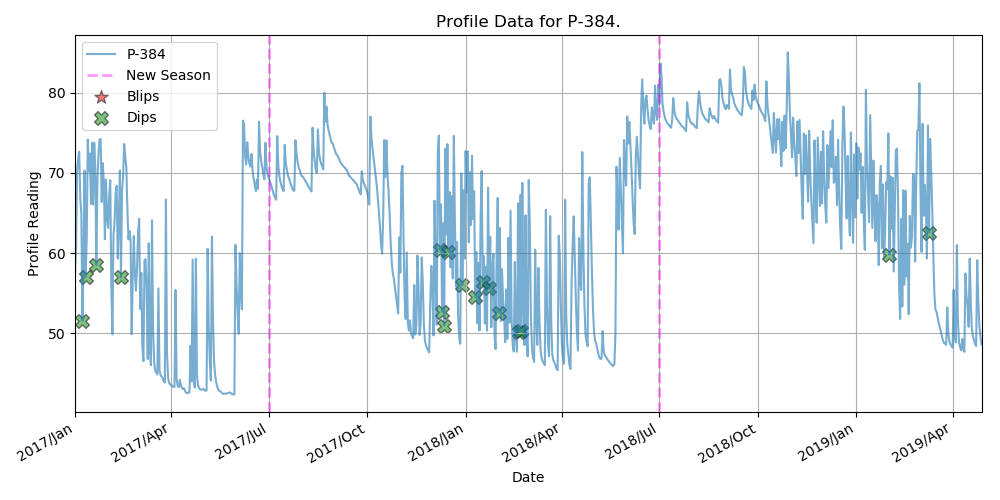 Profile Data for P-384.
P-384
New Season
Blips
Dips
80
70
60
50
Profile Reading
2017/Jan
2017/Apr
2017/Jul
2017/Oct
2018/Jan
2018/Apr
2018/Jul
2018/Oct
2019/Jan
2019/Apr
Date